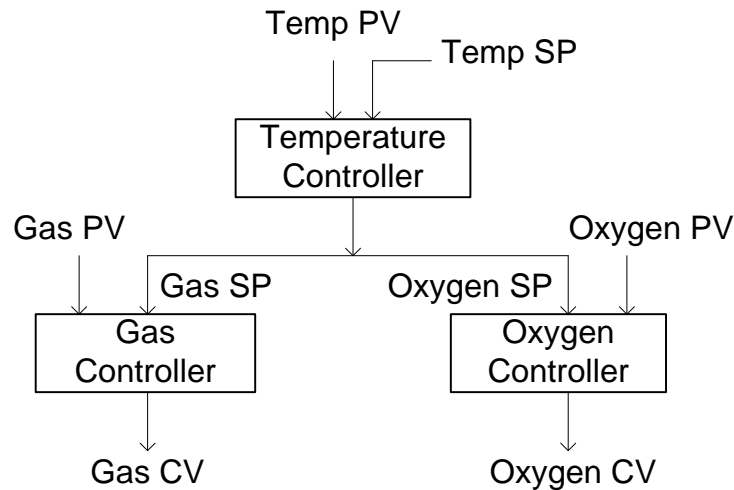 Temp PV
Temp SP
Temperature
Controller
Gas PV
Oxygen PV
Gas SP
Oxygen SP
Gas
Controller
Oxygen
Controller
Gas CV
Oxygen CV